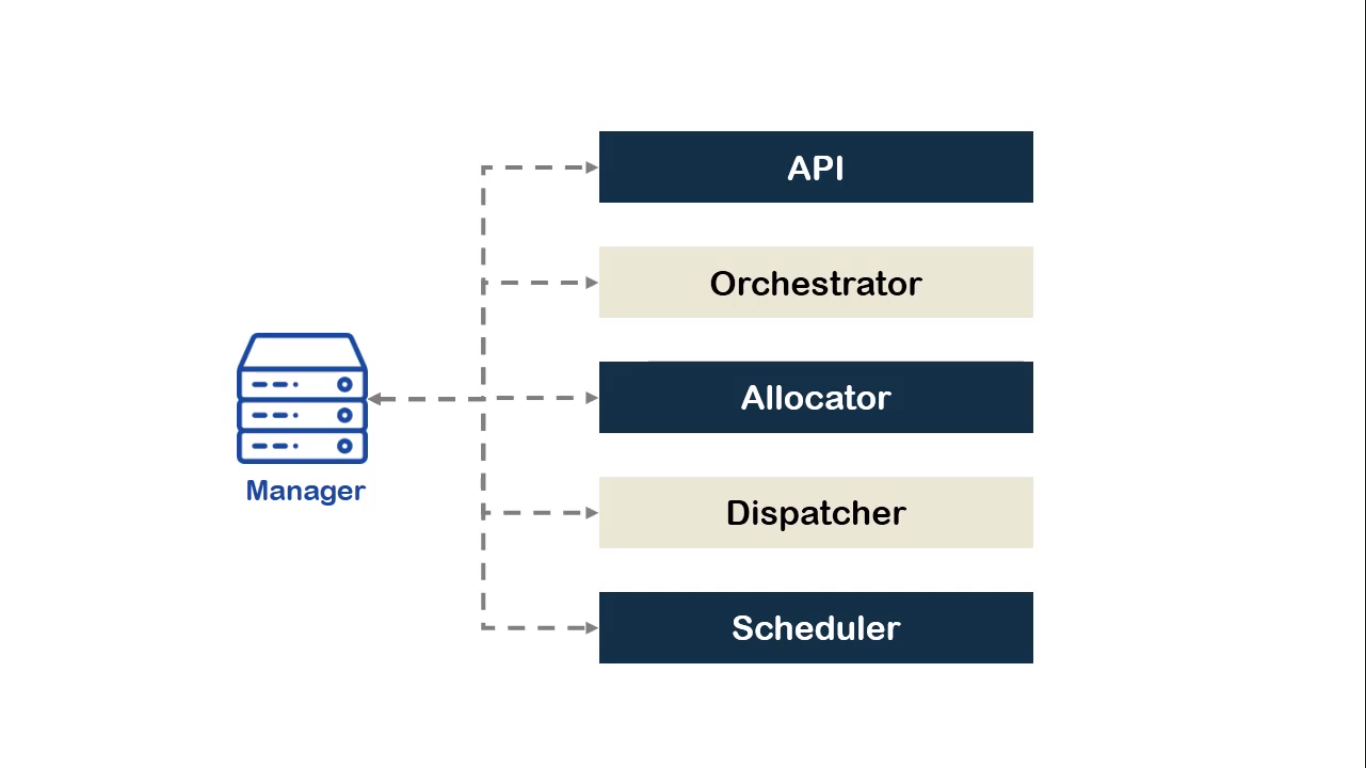 API
Orchestrator
Allocator
Manager
Dispatcher
Scheduler